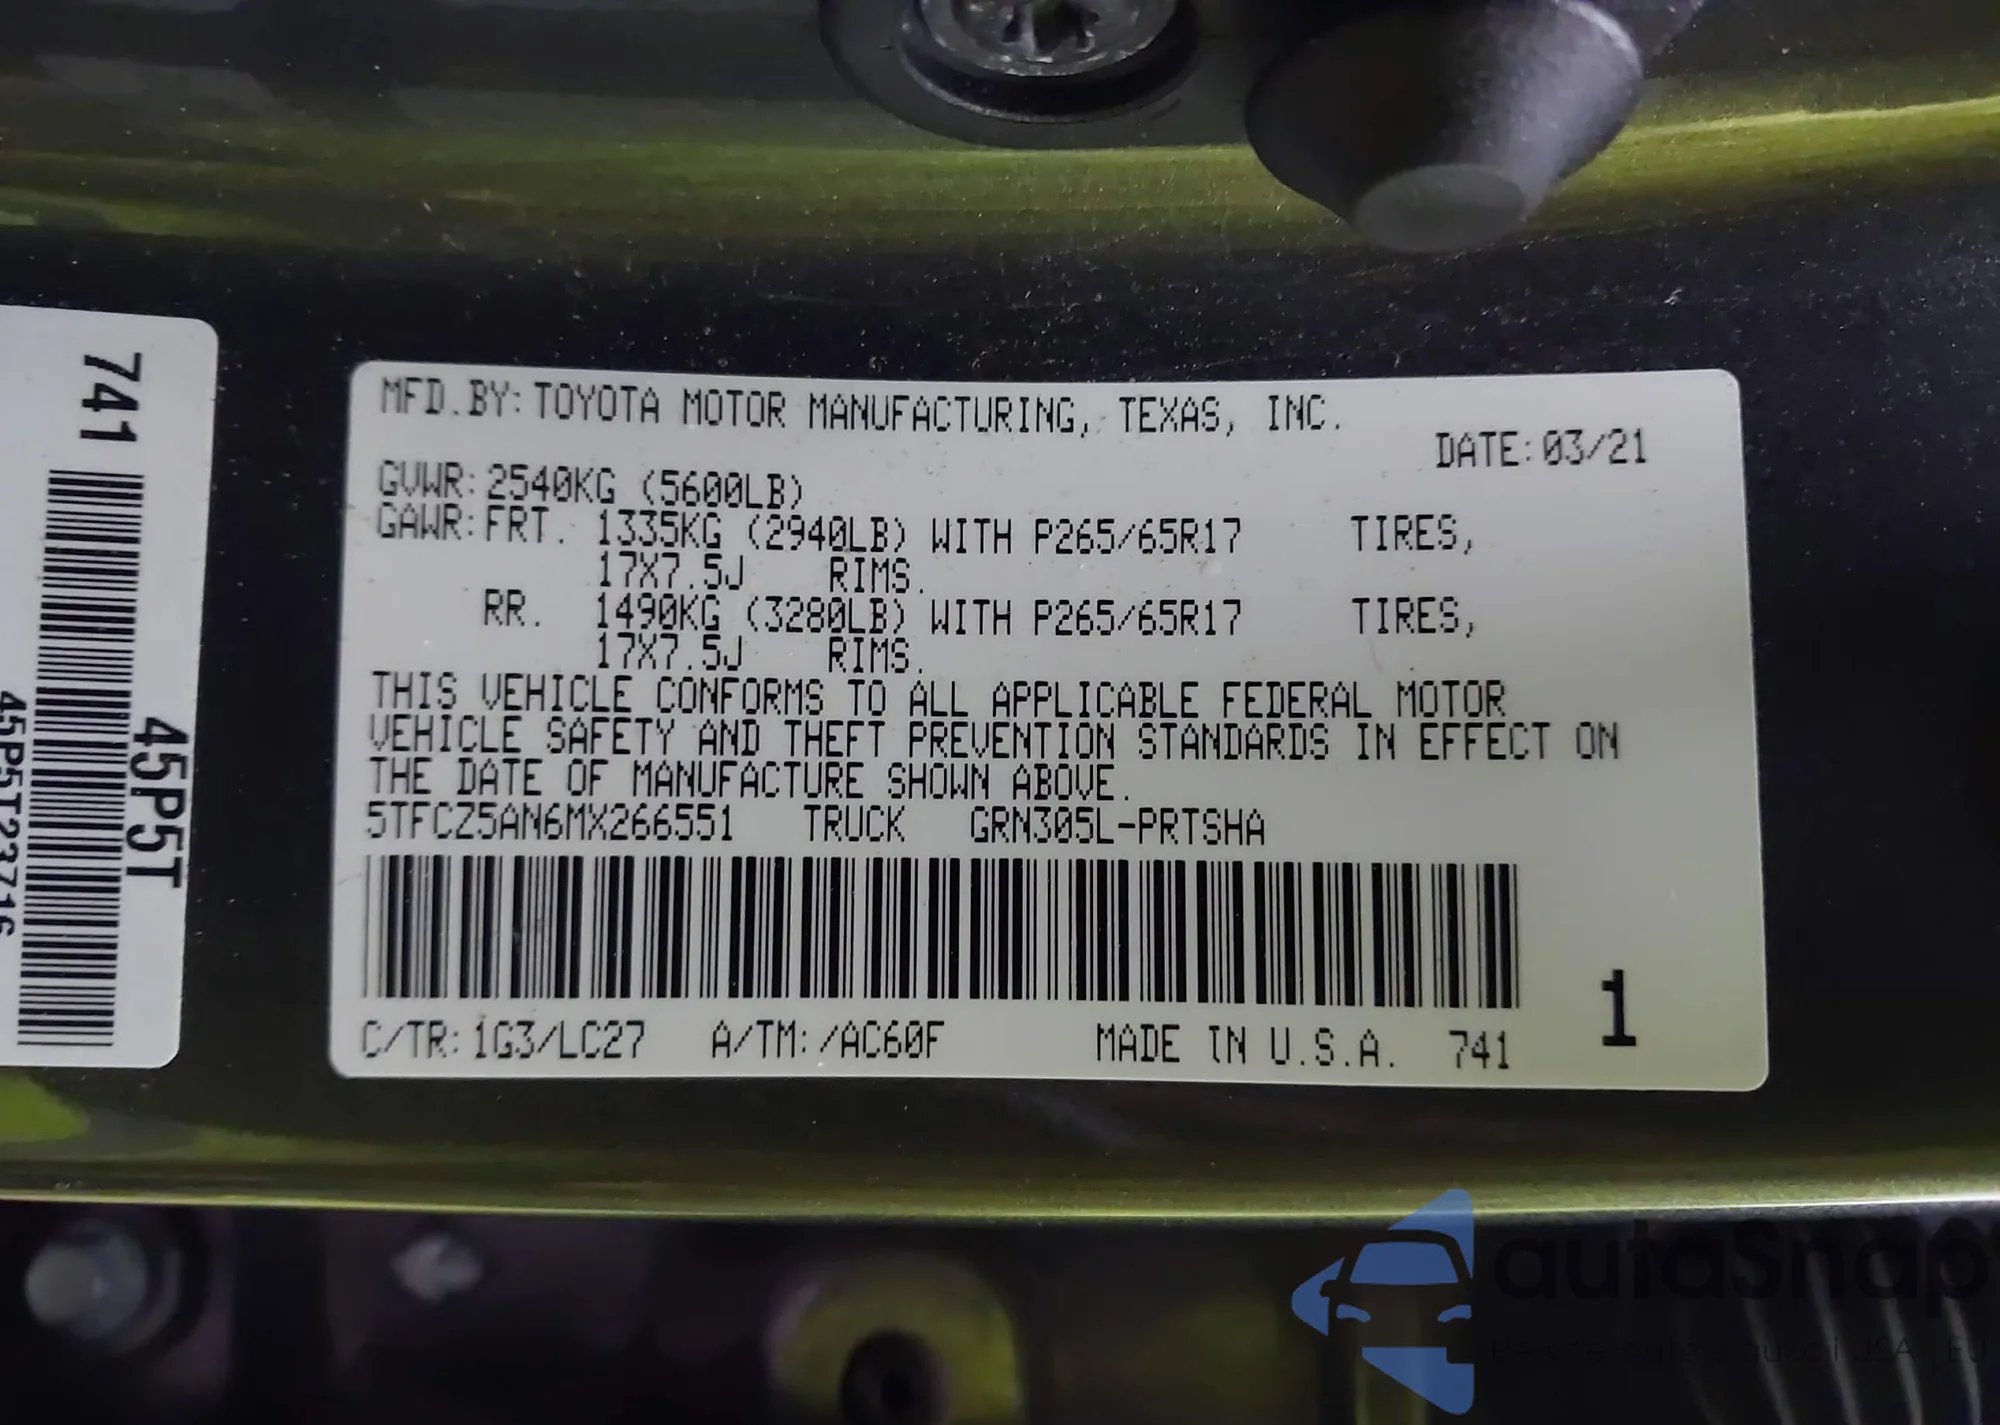 741
45P5T
45P5T23716
MFD.BY:TOYOTA MOTOR MANUFACTURING, TEXAS, INC.
DATE:03/21
GVWR:2540KG (5600LB)
GAWR:FRT. 1335KG (2940LB) WITH P265/65R17 TIRES,
17X7.5J RIMS.
RR. 1490KG (3280LB) WITH P265/65R17 TIRES,
17X7.5J RIMS.
THIS VEHICLE CONFORMS TO ALL APPLICABLE FEDERAL MOTOR
VEHICLE SAFETY AND THEFT PREVENTION STANDARDS IN EFFECT ON
THE DATE OF MANUFACTURE SHOWN ABOVE.
5TFCZ5AN6MX266551 TRUCK GRN305L-PRTSHA
C/TR:1G3/LC27 A/TM:/AC60F MADE IN U.S.A. 741
1
autoSnap